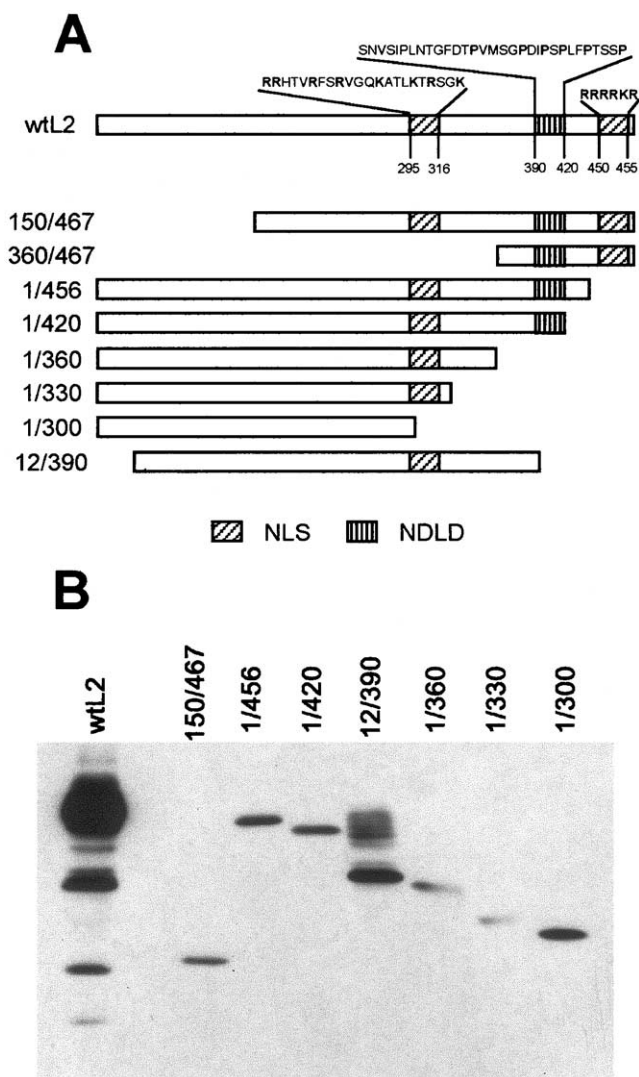 A
SNVSIPLNTGFDTPVMSGPDIPSPLFPTSSP
RRHTVRFSRVGQKATLKTRSGK
RRRRKR
wtL2
295 316 390 420 450 455
150/467
360/467
1/456
1/420
1/360
1/330
1/300
12/390
NLS NDLD
B
wtL2 150/467 1/456 1/420 12/390 1/360 1/330 1/300